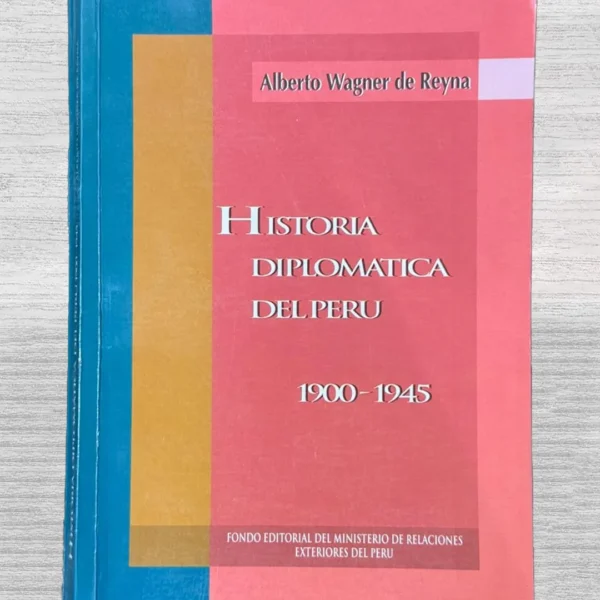 Alberto Wagner de Reyna
HISTORIA
DIPLOMATICA
DEL PERU
1900 - 1945
FONDO EDITORIAL DEL MINISTERIO DE RELACIONES
EXTERIORES DEL PERU